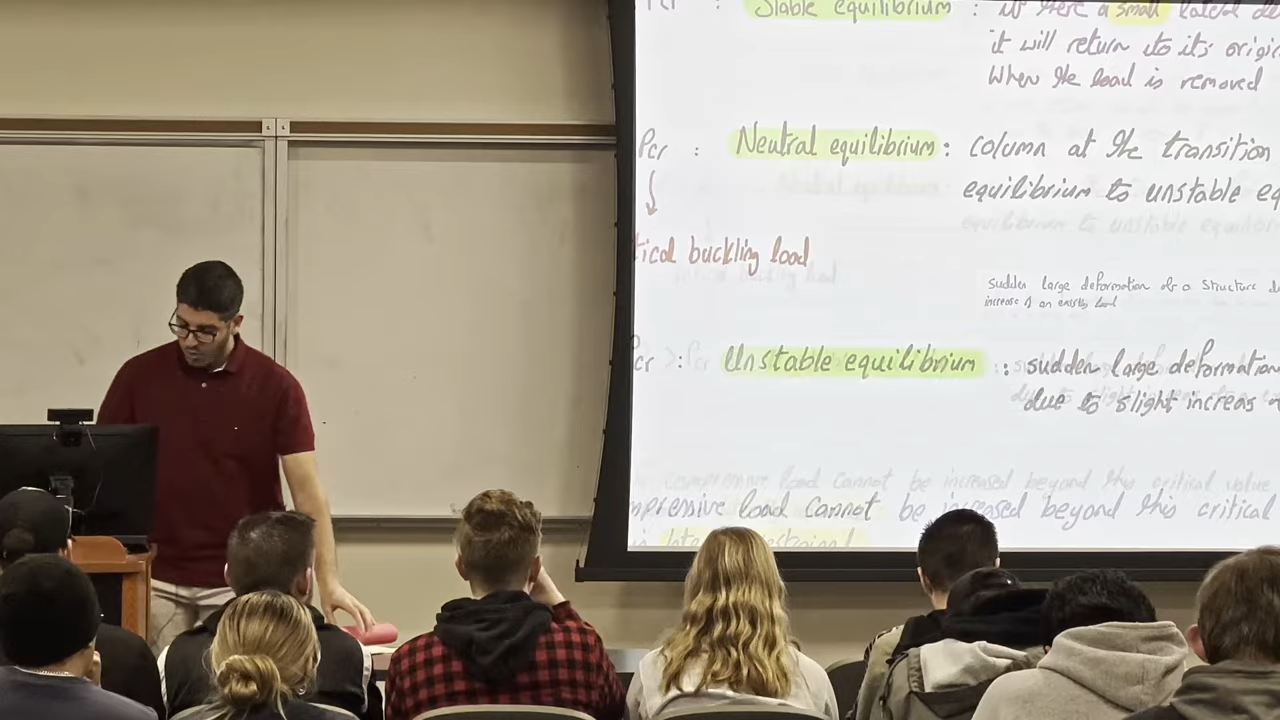 Pcr : Stable equilibrium : if there a small lateral de
it will return to its origi
When the load is removed
Pcr : Neutral equilibrium : column at the transition
equilibrium to unstable eq
tical buckling load
sudden large deformation of a structure
increase of an existing load
Pcr Unstable equilibrium : sudden large deformation
due to slight increas
mpressive load cannot be increased beyond this critical